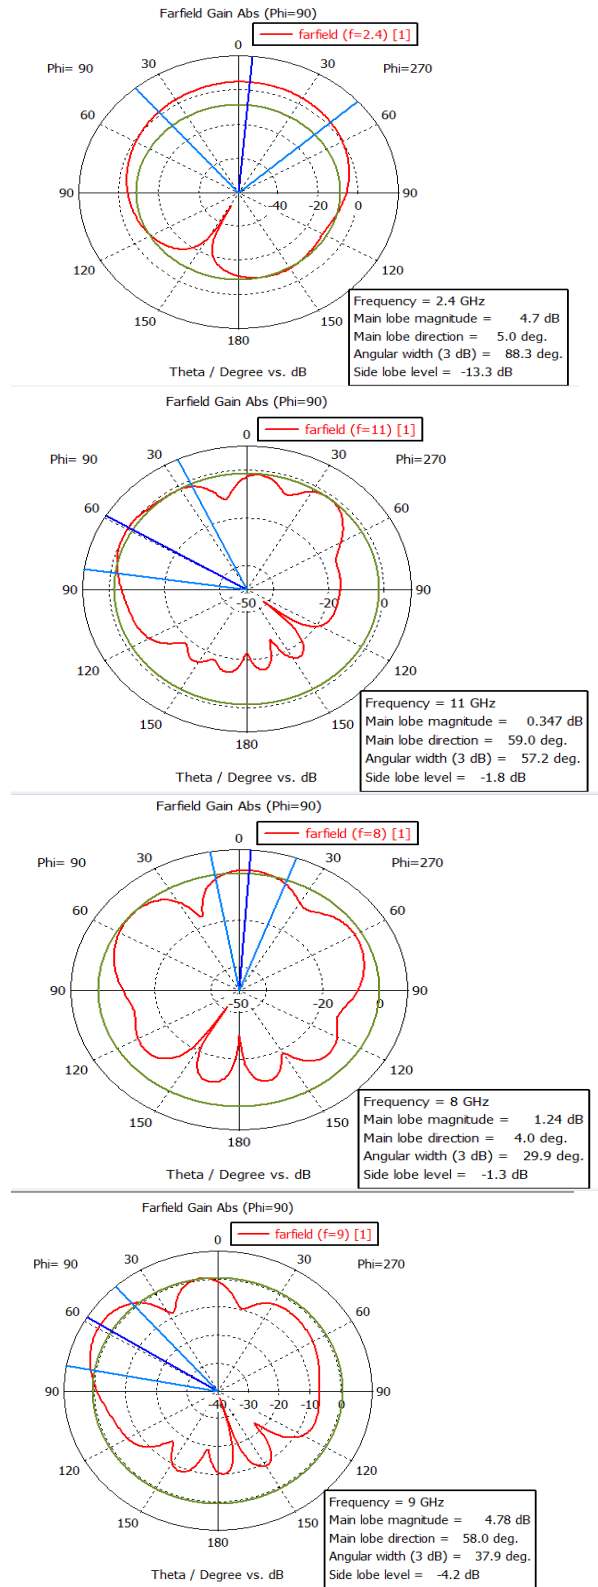 Farfield Gain Abs (Phi=90)
farfield (f=2.4) [1]
0
Phi= 90
30
30
Phi=270
60
60
90
-40
-20
0
90
120
120
150
150
180
Frequency = 2.4 GHz
Main lobe magnitude = 4.7 dB
Main lobe direction = 5.0 deg.
Angular width (3 dB) = 88.3 deg.
Side lobe level = -13.3 dB
Theta / Degree vs. dB
Farfield Gain Abs (Phi=90)
farfield (f=11) [1]
0
Phi= 90
30
30
Phi=270
60
60
90
-50
-20
0
90
120
120
150
150
180
Frequency = 11 GHz
Main lobe magnitude = 0.347 dB
Main lobe direction = 59.0 deg.
Angular width (3 dB) = 57.2 deg.
Side lobe level = -1.8 dB
Theta / Degree vs. dB
Farfield Gain Abs (Phi=90)
farfield (f=8) [1]
0
Phi= 90
30
30
Phi=270
60
60
90
-50
-20
0
90
120
120
150
150
180
Frequency = 8 GHz
Main lobe magnitude = 1.24 dB
Main lobe direction = 4.0 deg.
Angular width (3 dB) = 29.9 deg.
Side lobe level = -1.3 dB
Theta / Degree vs. dB
Farfield Gain Abs (Phi=90)
farfield (f=9) [1]
0
Phi= 90
30
30
Phi=270
60
60
90
-40
-30
-20
-10
0
90
120
120
150
150
180
Frequency = 9 GHz
Main lobe magnitude = 4.78 dB
Main lobe direction = 58.0 deg.
Angular width (3 dB) = 37.9 deg.
Side lobe level = -4.2 dB
Theta / Degree vs. dB